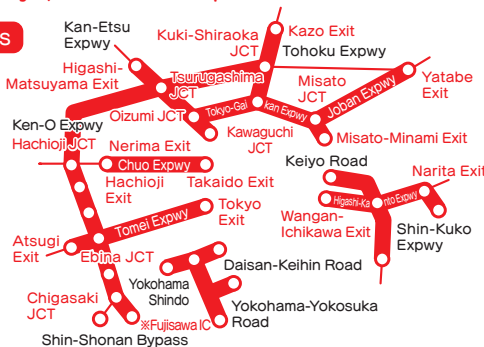 s
Kan-Etsu
Expwy
Kuki-Shiraoka
JCT
Kazo Exit
Tohoku Expwy
Higashi-
Matsuyama Exit
Tsurugashima
JCT
Misato
JCT
Yatabe
Exit
Oizumi JCT
Tokyo-Gai kan Expwy
Joban Expwy
Ken-O Expwy
Kawaguchi
JCT
Misato-Minami Exit
Hachioji JCT
Nerima Exit
Keiyo Road
Chuo Expwy
Narita Exit
Hachioji
Exit
Takaido Exit
Higashi-Ka nto Expwy
Tokyo
Exit
Wangan-
Ichikawa Exit
Shin-Kuko
Expwy
Tomei Expwy
Atsugi
Exit
Ebina JCT
Daisan-Keihin Road
Yokohama
Shindo
Chigasaki
JCT
Yokohama-Yokosuka
Road
※Fujisawa IC
Shin-Shonan Bypass